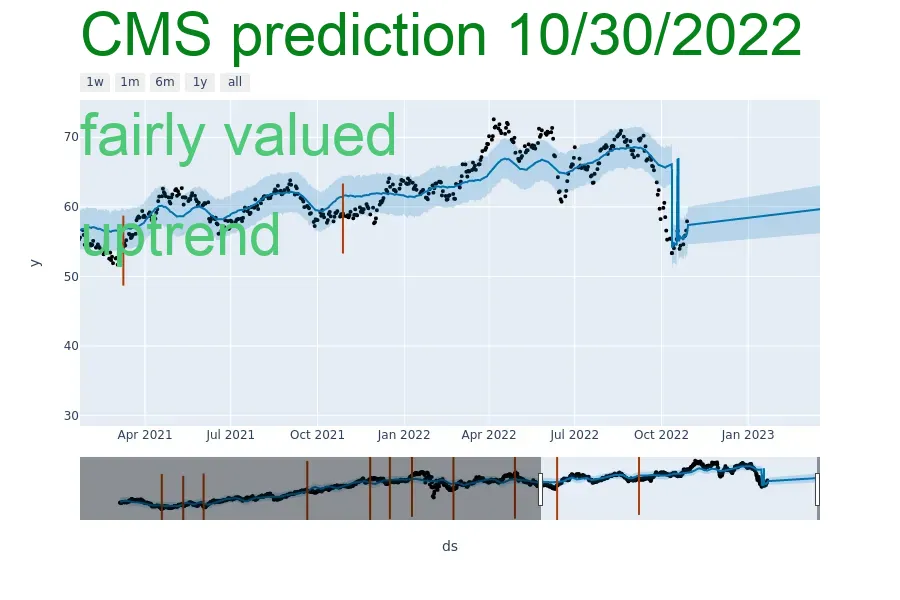 CMS prediction 10/30/2022
1w 1m 6m 1y all
fairly valued
uptrend
70
60
50
40
30
y
Apr 2021 Jul 2021 Oct 2021 Jan 2022 Apr 2022 Jul 2022 Oct 2022 Jan 2023
ds